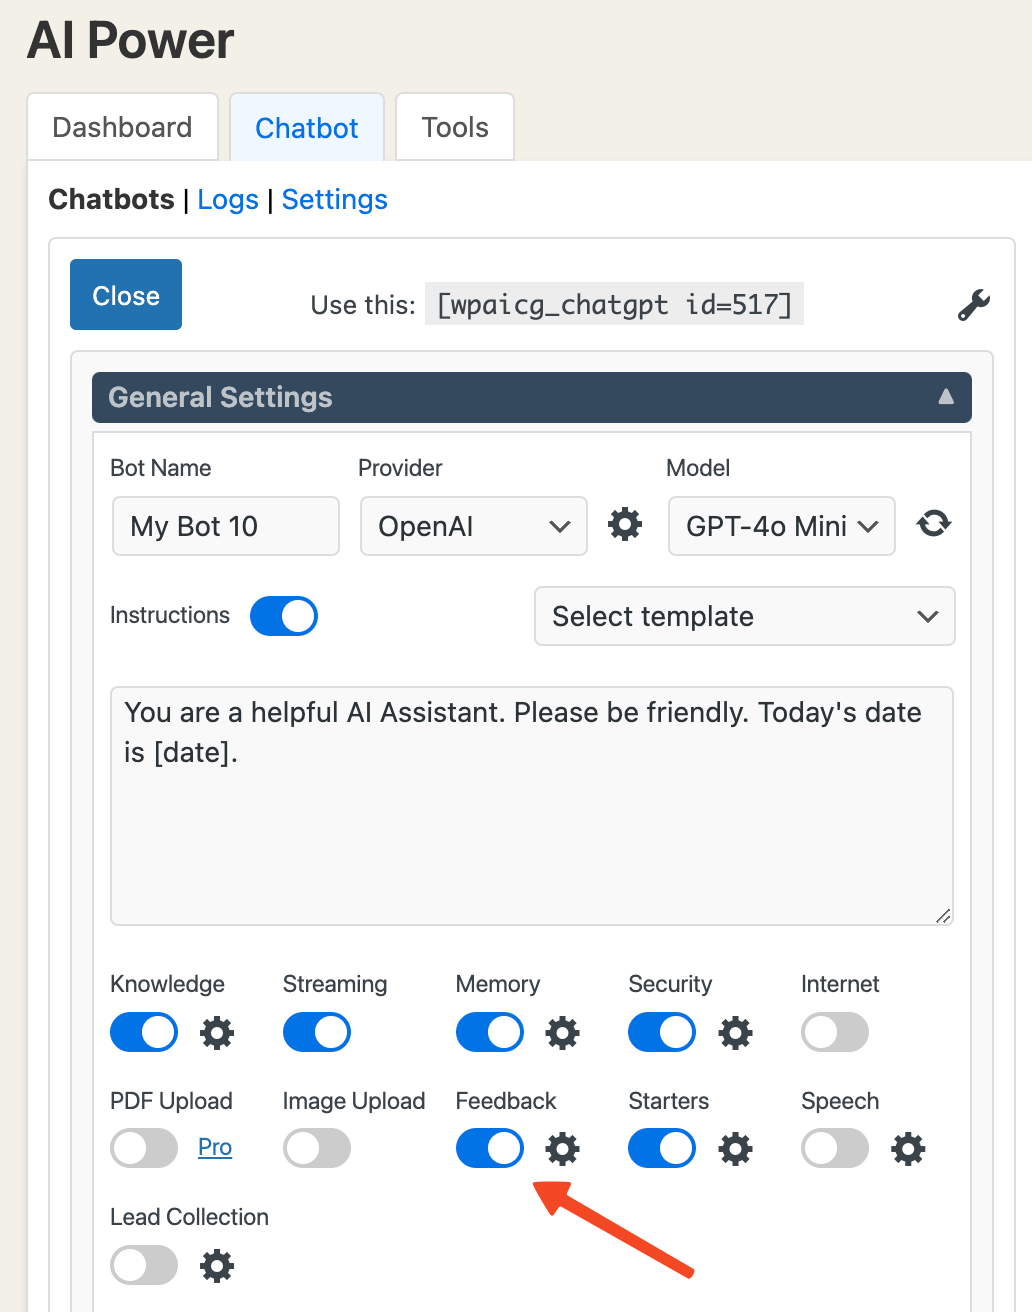 AI Power
Dashboard Chatbot Tools
Chatbots | Logs | Settings
Close Use this: [wpaicg_chatgpt id=517]
General Settings
Bot Name Provider Model
My Bot 10 OpenAI GPT-4o Mini
Instructions Select template
You are a helpful AI Assistant. Please be friendly. Today's date
is [date].
Knowledge Streaming Memory Security Internet
PDF Upload Image Upload Feedback Starters Speech
Pro
Lead Collection